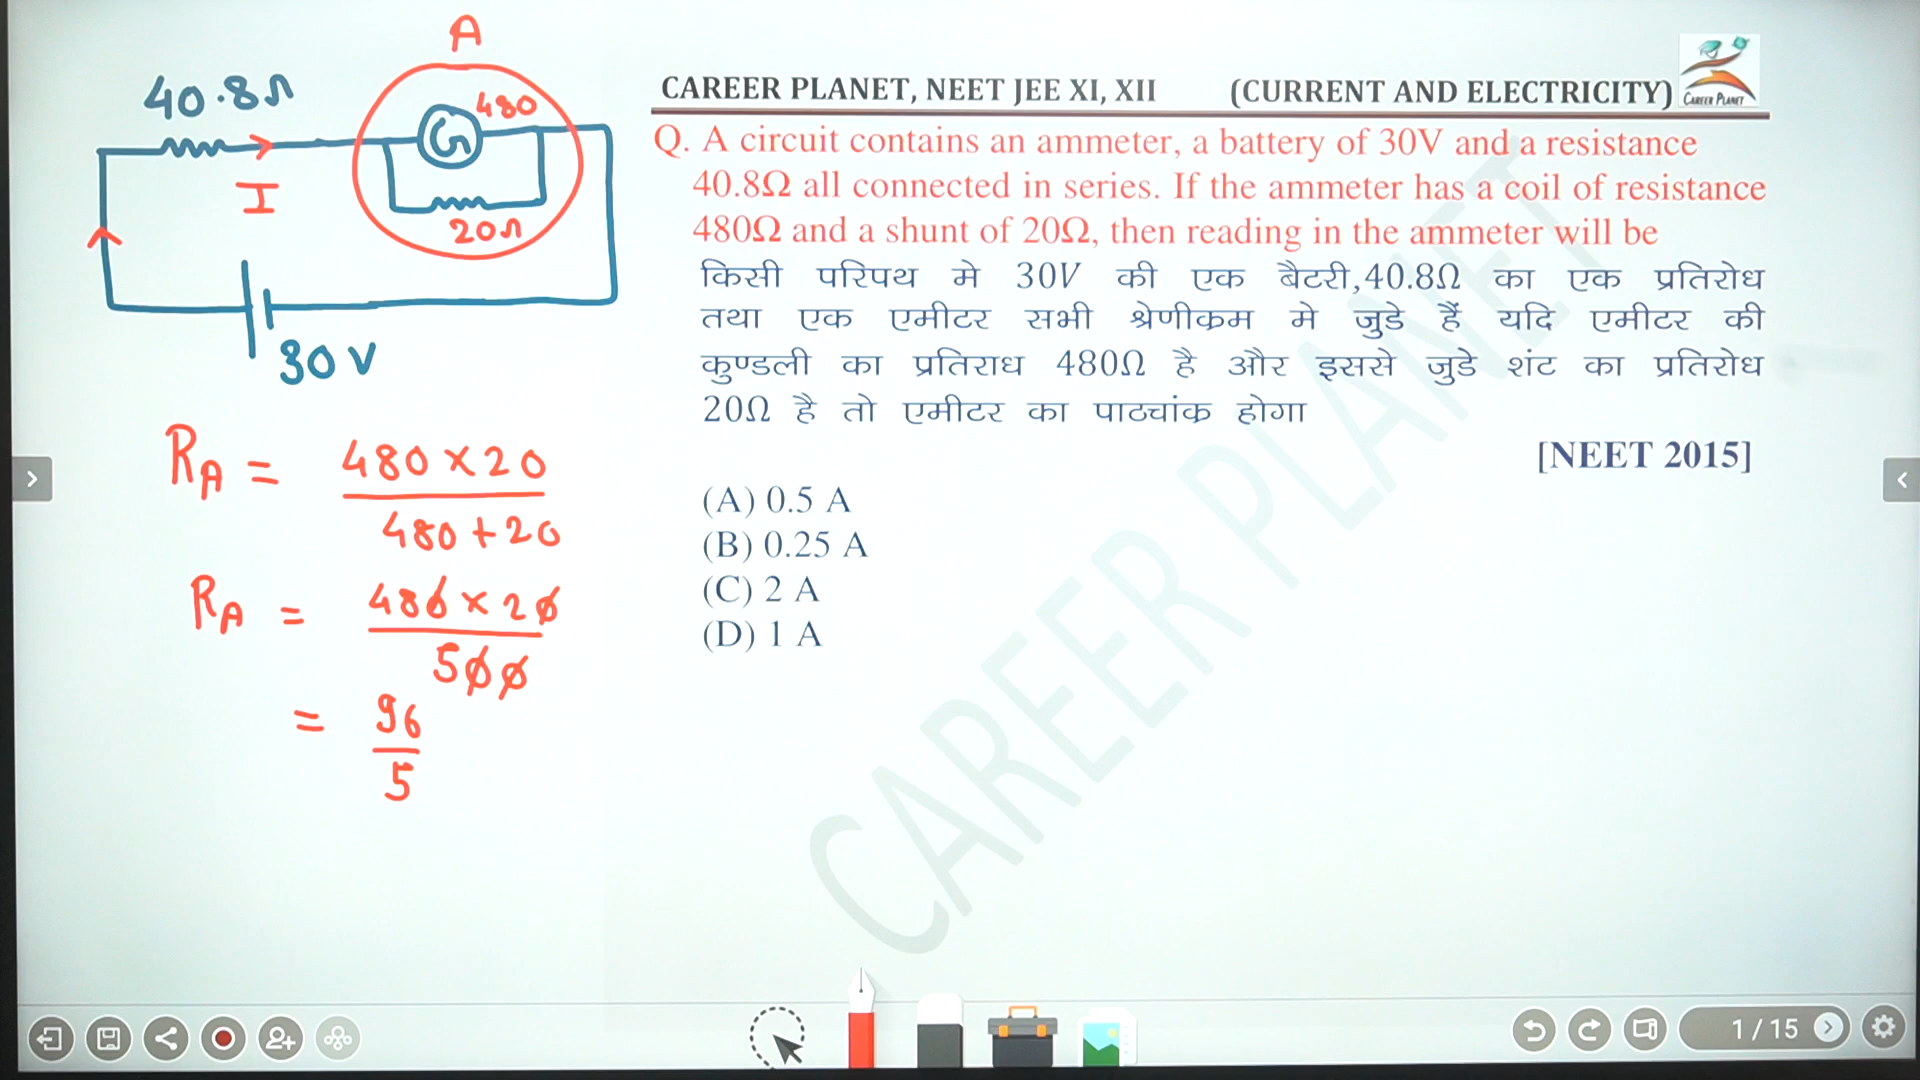 A
40.8Ω
480
G
I
20Ω
30 V
R_A = 480 × 20 / 480 + 20
R_A = 480 × 20 / 500
= 96 / 5
CAREER PLANET, NEET JEE XI, XII (CURRENT AND ELECTRICITY)
CAREER PLANET
Q. A circuit contains an ammeter, a battery of 30V and a resistance
40.8Ω all connected in series. If the ammeter has a coil of resistance
480Ω and a shunt of 20Ω, then reading in the ammeter will be
किसी परिपथ मे 30V की एक बैटरी,40.8Ω का एक प्रतिरोध
तथा एक एमीटर सभी श्रेणीक्रम मे जुडे हैं यदि एमीटर की
कुण्डली का प्रतिराध 480Ω है और इससे जुडे शंट का प्रतिरोध
20Ω है तो एमीटर का पाठ्यांक होगा
[NEET 2015]
(A) 0.5 A
(B) 0.25 A
(C) 2 A
(D) 1 A
CAREER PLANET
1 / 15